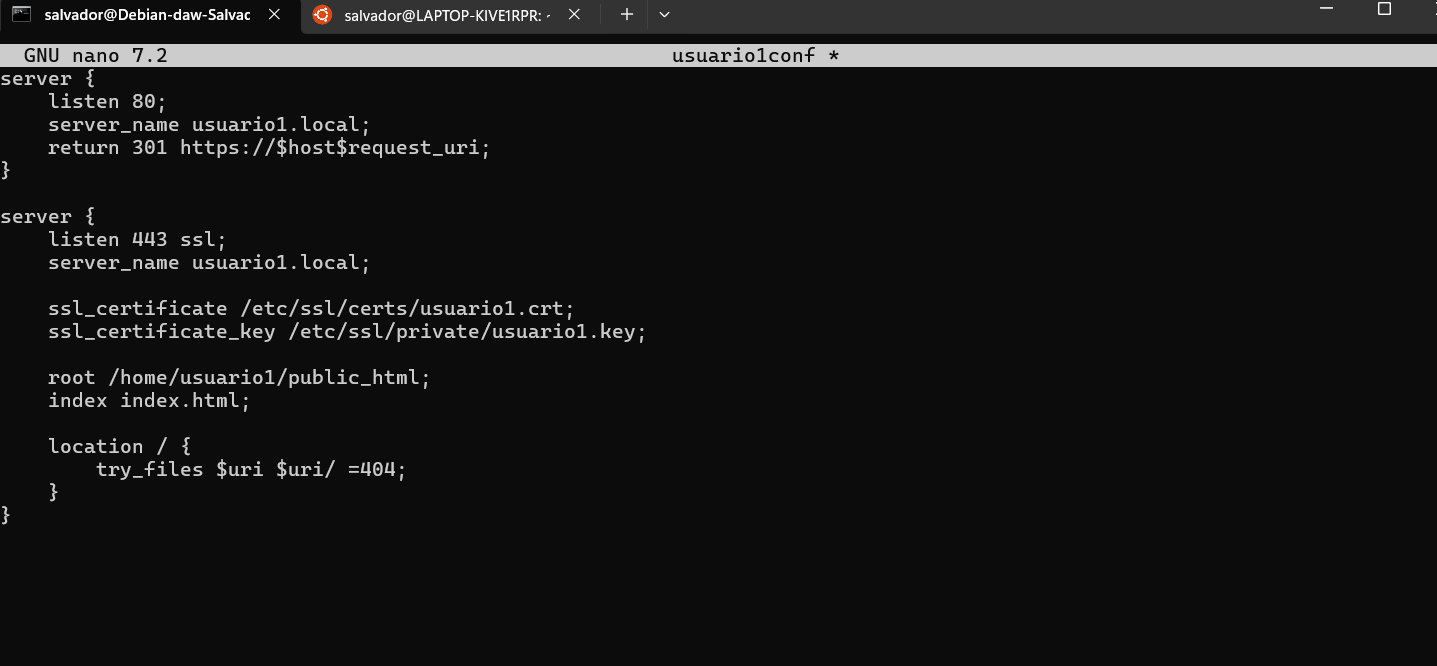 salvador@Debian-daw-Salvac
salvador@LAPTOP-KIVE1RPR: ~
GNU nano 7.2 usuario1conf *
server {
    listen 80;
    server_name usuario1.local;
    return 301 https://$host$request_uri;
}
server {
    listen 443 ssl;
    server_name usuario1.local;
    ssl_certificate /etc/ssl/certs/usuario1.crt;
    ssl_certificate_key /etc/ssl/private/usuario1.key;
    root /home/usuario1/public_html;
    index index.html;
    location / {
        try_files $uri $uri/ =404;
    }
}